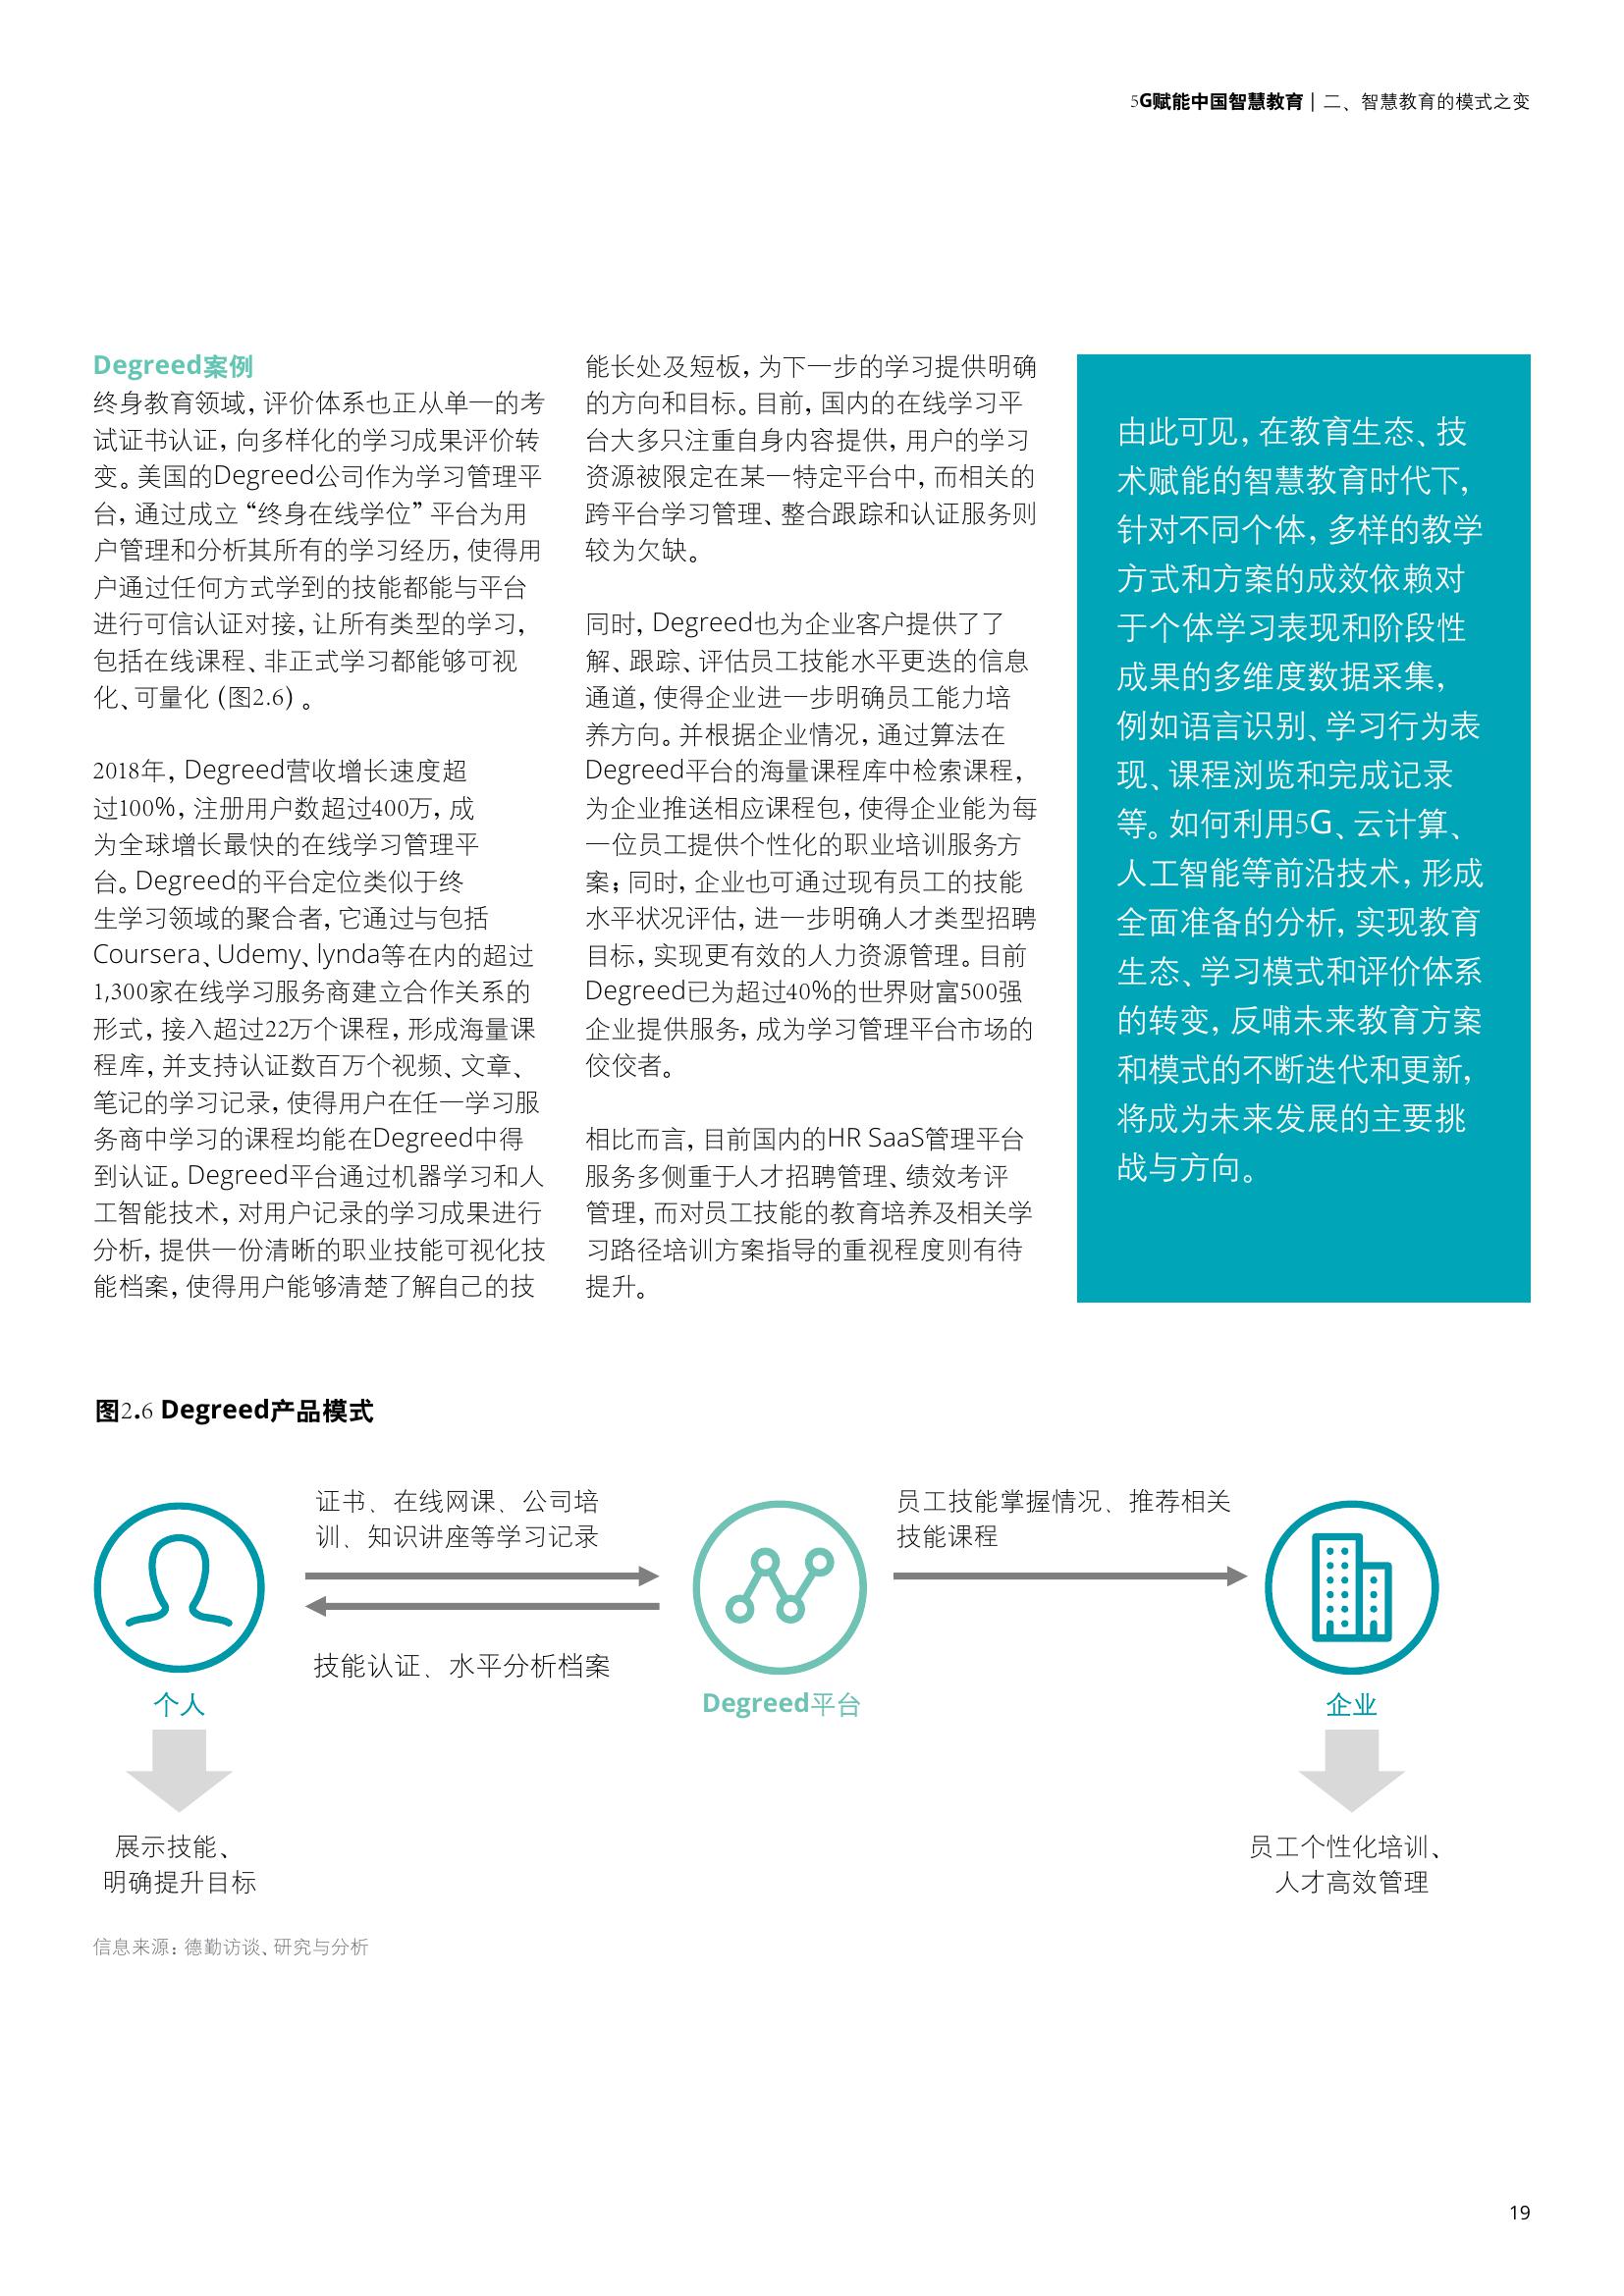 5G赋能中国智慧教育 | 二、智慧教育的模式之变
Degreed案例
终身教育领域，评价体系也正从单一的考
试证书认证，向多样化的学习成果评价转
变。美国的Degreed公司作为学习管理平
台，通过成立“终身在线学位”平台为用
户管理和分析其所有的学习经历，使得用
户通过任何方式学到的技能都能与平台
进行可信认证对接，让所有类型的学习，
包括在线课程、非正式学习都能够可视
化、可量化（图2.6）。
2018年，Degreed营收增长速度超
过100%，注册用户数超过400万，成
为全球增长最快的在线学习管理平
台。Degreed的平台定位类似于终
生学习领域的聚合者，它通过与包括
Coursera、Udemy、lynda等在内的超过
1,300家在线学习服务商建立合作关系的
形式，接入超过22万个课程，形成海量课
程库，并支持认证数百万个视频、文章、
笔记的学习记录，使得用户在任一学习服
务商中学习的课程均能在Degreed中得
到认证。Degreed平台通过机器学习和人
工智能技术，对用户记录的学习成果进行
分析，提供一份清晰的职业技能可视化技
能档案，使得用户能够清楚了解自己的技
能长处及短板，为下一步的学习提供明确
的方向和目标。目前，国内的在线学习平
台大多只注重自身内容提供，用户的学习
资源被限定在某一特定平台中，而相关的
跨平台学习管理、整合跟踪和认证服务则
较为欠缺。
同时，Degreed也为企业客户提供了了
解、跟踪、评估员工技能水平更迭的信息
通道，使得企业进一步明确员工能力培
养方向。并根据企业情况，通过算法在
Degreed平台的海量课程库中检索课程，
为企业推送相应课程包，使得企业能为每
一位员工提供个性化的职业培训服务方
案；同时，企业也可通过现有员工的技能
水平状况评估，进一步明确人才类型招聘
目标，实现更有效的人力资源管理。目前
Degreed已为超过40%的世界财富500强
企业提供服务，成为学习管理平台市场的
佼佼者。
相比而言，目前国内的HR SaaS管理平台
服务多侧重于人才招聘管理、绩效考评
管理，而对员工技能的教育培养及相关学
习路径培训方案指导的重视程度则有待
提升。
由此可见，在教育生态、技
术赋能的智慧教育时代下，
针对不同个体，多样的教学
方式和方案的成效依赖对
于个体学习表现和阶段性
成果的多维度数据采集，
例如语言识别、学习行为表
现、课程浏览和完成记录
等。如何利用5G、云计算、
人工智能等前沿技术，形成
全面准备的分析，实现教育
生态、学习模式和评价体系
的转变，反哺未来教育方案
和模式的不断迭代和更新，
将成为未来发展的主要挑
战与方向。
图2.6 Degreed产品模式
证书、在线网课、公司培
训、知识讲座等学习记录
员工技能掌握情况、推荐相关
技能课程
技能认证、水平分析档案
个人
Degreed平台
企业
展示技能、
明确提升目标
员工个性化培训、
人才高效管理
信息来源：德勤访谈、研究与分析
19